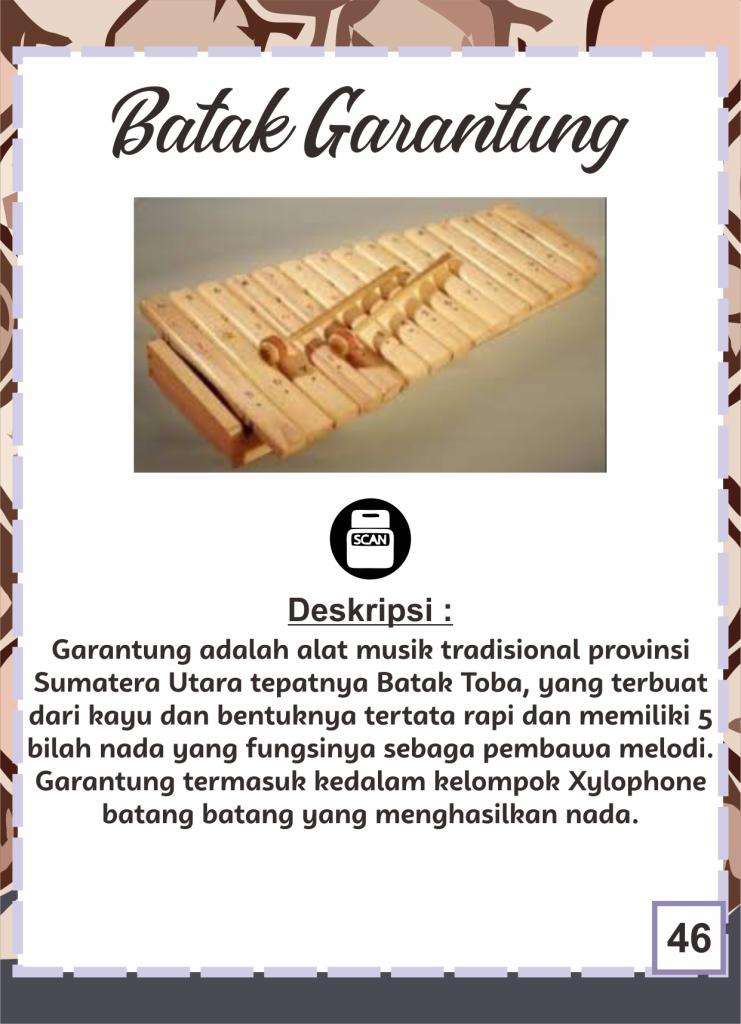 Batak Garantung
SCAN
Deskripsi :
Garantung adalah alat musik tradisional provinsi
Sumatera Utara tepatnya Batak Toba, yang terbuat
dari kayu dan bentuknya tertata rapi dan memiliki 5
bilah nada yang fungsinya sebaga pembawa melodi.
Garantung termasuk kedalam kelompok Xylophone
batang batang yang menghasilkan nada.
46